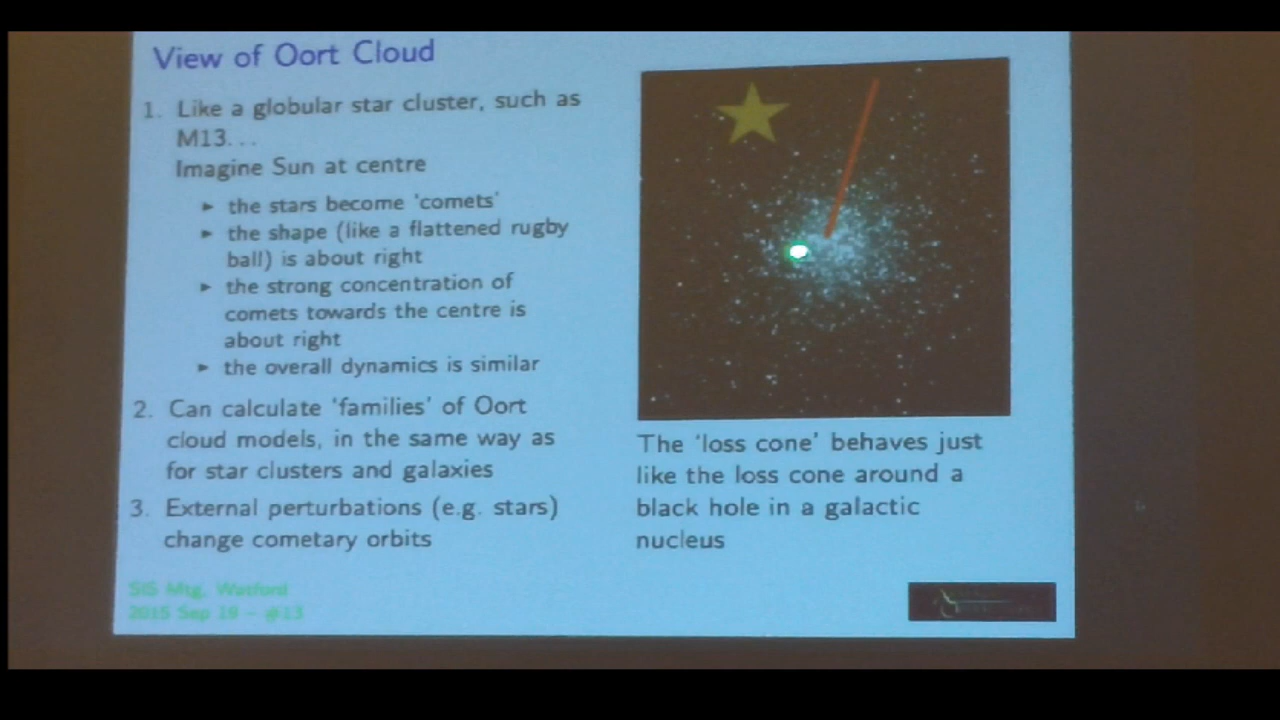 View of Oort Cloud
1. Like a globular star cluster, such as
M13...
Imagine Sun at centre
► the stars become 'comets'
► the shape (like a flattened rugby
ball) is about right
► the strong concentration of
comets towards the centre is
about right
► the overall dynamics is similar
2. Can calculate 'families' of Oort
cloud models, in the same way as
for star clusters and galaxies
3. External perturbations (e.g. stars)
change cometary orbits
The 'loss cone' behaves just
like the loss cone around a
black hole in a galactic
nucleus
SIS Mtg, Watford
2015 Sep 19 – #13